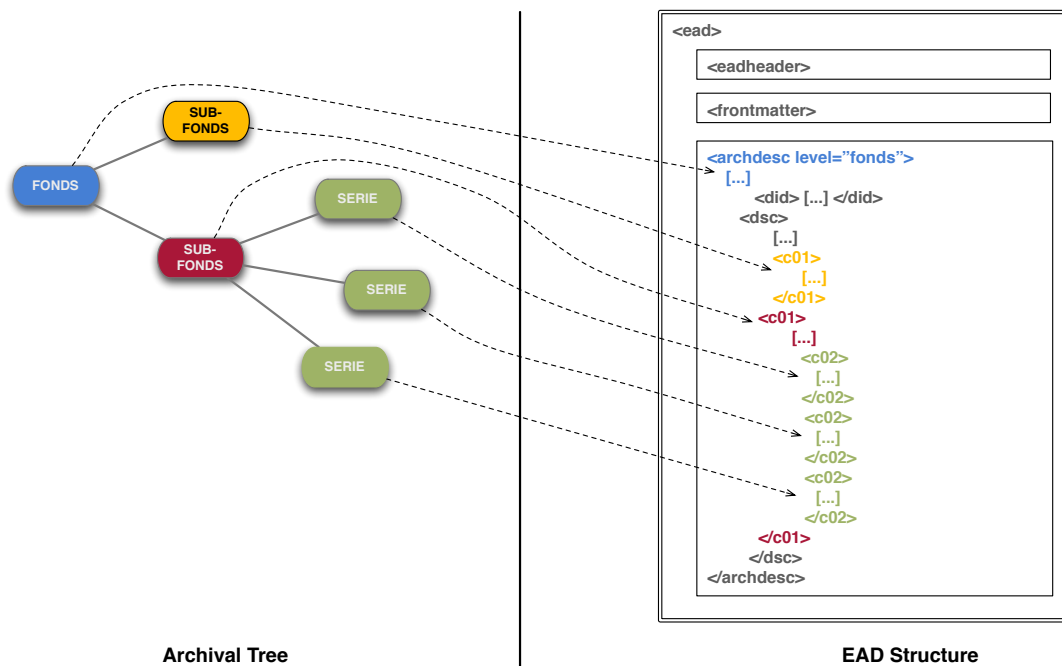 SUB-
FONDS
FONDS
SERIE
SUB-
FONDS
SERIE
SERIE
Archival Tree
<ead>
<eadheader>
<frontmatter>
<archdesc level=”fonds”>
[...]
<did> [...] </did>
<dsc>
[...]
<c01>
[...]
</c01>
<c01>
[...]
<c02>
[...]
</c02>
<c02>
[...]
</c02>
<c02>
[...]
</c02>
</c01>
</dsc>
</archdesc>
EAD Structure